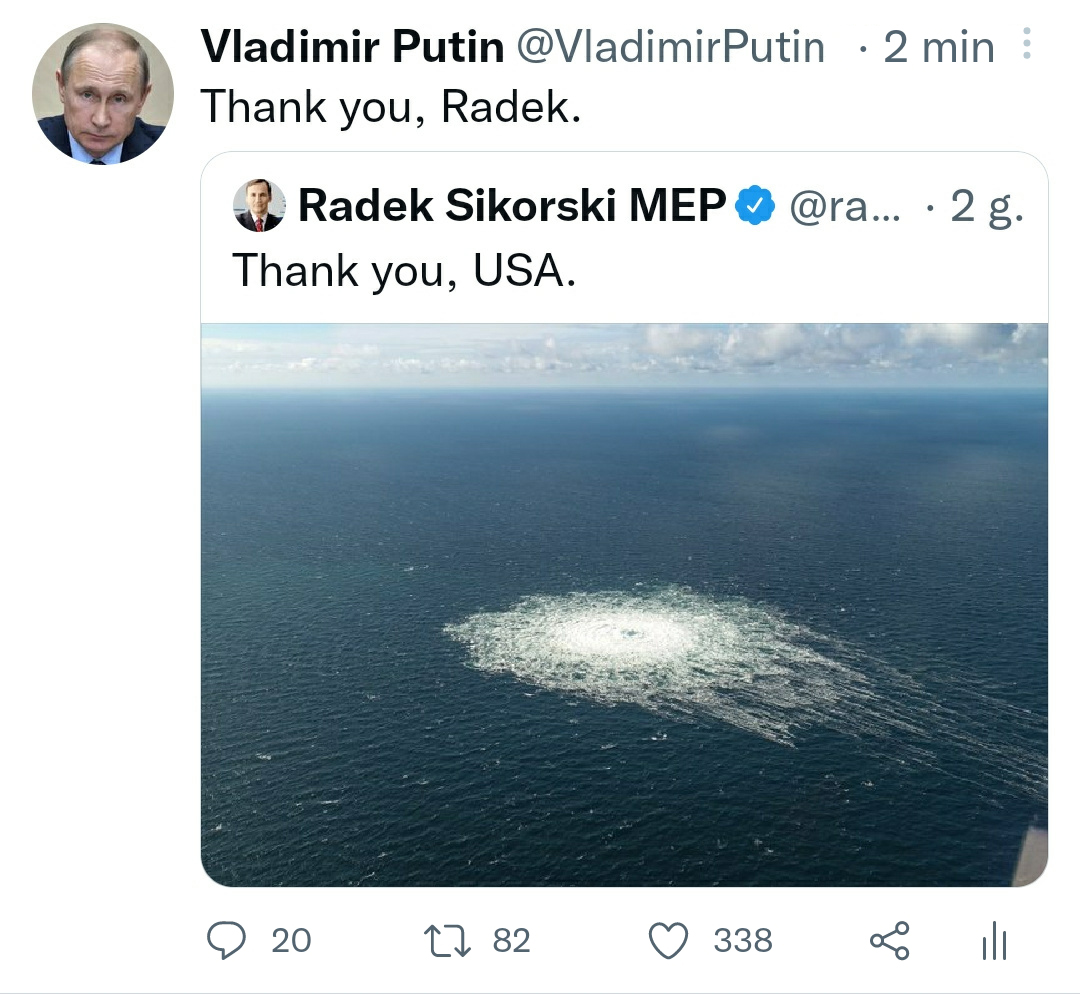 Vladimir Putin @VladimirPutin · 2 min
Thank you, Radek.
Radek Sikorski MEP @ra... · 2 g.
Thank you, USA.
20 82 338